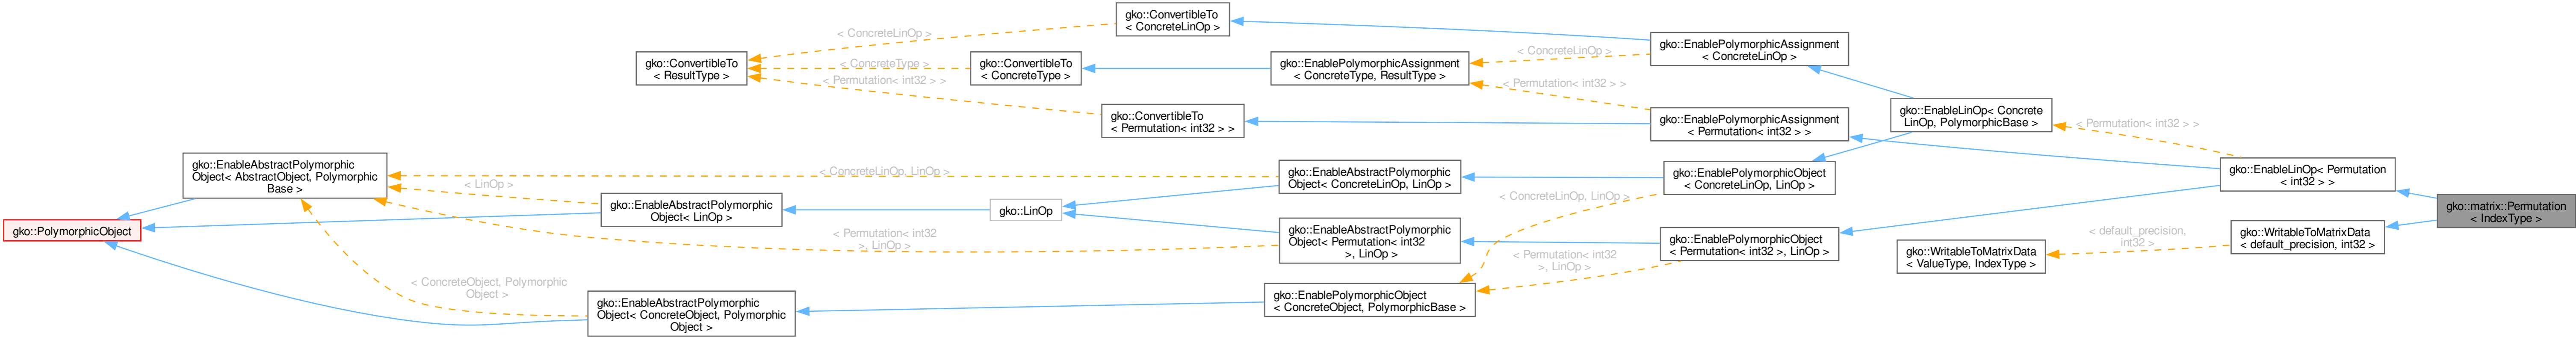 gko::ConvertibleTo
< ConcreteLinOp >
< ConcreteLinOp >
gko::EnablePolymorphicAssignment
< ConcreteLinOp >
gko::ConvertibleTo
< ResultType >
< ConcreteType >
gko::ConvertibleTo
< ConcreteType >
gko::EnablePolymorphicAssignment
< ConcreteType, ResultType >
< ConcreteLinOp >
< Permutation< int32 > >
< Permutation< int32 > >
gko::ConvertibleTo
< Permutation< int32 > >
gko::EnablePolymorphicAssignment
< Permutation< int32 > >
gko::EnableLinOp< Concrete
LinOp, PolymorphicBase >
< Permutation< int32 > >
gko::EnableAbstractPolymorphic
Object< AbstractObject, Polymorphic
Base >
< ConcreteLinOp, LinOp >
gko::EnableAbstractPolymorphic
Object< ConcreteLinOp, LinOp >
gko::EnablePolymorphicObject
< ConcreteLinOp, LinOp >
gko::EnableLinOp< Permutation
< int32 > >
< LinOp >
gko::EnableAbstractPolymorphic
Object< LinOp >
gko::LinOp
< ConcreteLinOp, LinOp >
gko::matrix::Permutation
< IndexType >
gko::PolymorphicObject
< Permutation< int32
>, LinOp >
gko::EnableAbstractPolymorphic
Object< Permutation< int32
>, LinOp >
gko::EnablePolymorphicObject
< Permutation< int32 >, LinOp >
gko::WritableToMatrixData
< ValueType, IndexType >
< default_precision,
int32 >
gko::WritableToMatrixData
< default_precision, int32 >
< Permutation< int32
>, LinOp >
< ConcreteObject, Polymorphic
Object >
gko::EnableAbstractPolymorphic
Object< ConcreteObject, Polymorphic
Object >
gko::EnablePolymorphicObject
< ConcreteObject, PolymorphicBase >